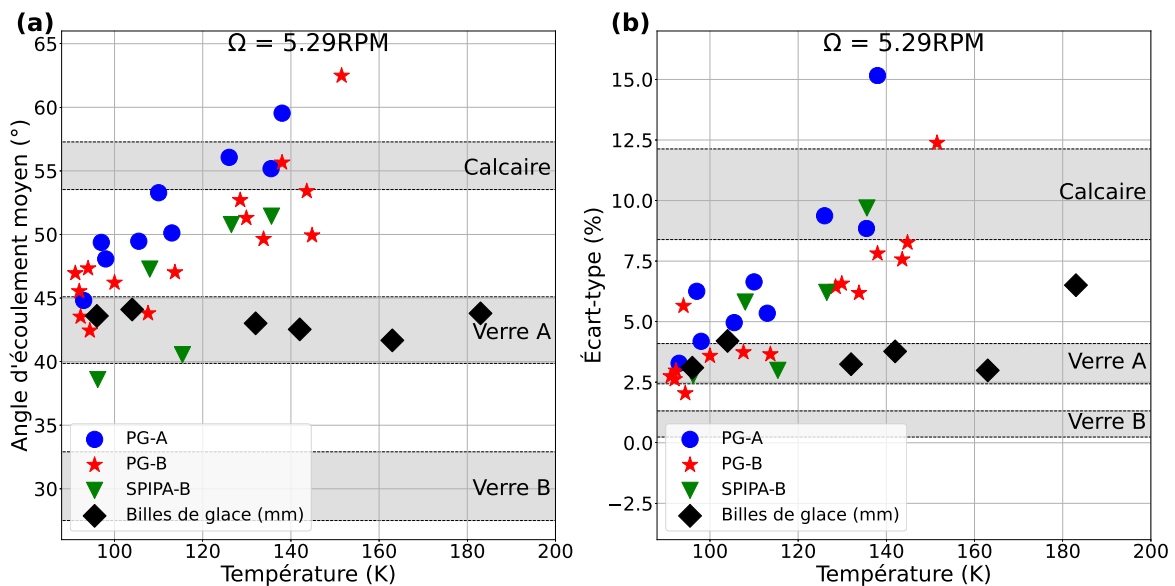 (a)
Ω = 5.29RPM
65
60
55
50
45
40
35
30
Angle d'écoulement moyen (°)
Calcaire
Verre A
Verre B
PG-A
PG-B
SPIPA-B
Billes de glace (mm)
100 120 140 160 180 200
Température (K)
(b)
Ω = 5.29RPM
15.0
12.5
10.0
7.5
5.0
2.5
0.0
−2.5
Écart-type (%)
Calcaire
Verre A
Verre B
PG-A
PG-B
SPIPA-B
Billes de glace (mm)
100 120 140 160 180 200
Température (K)